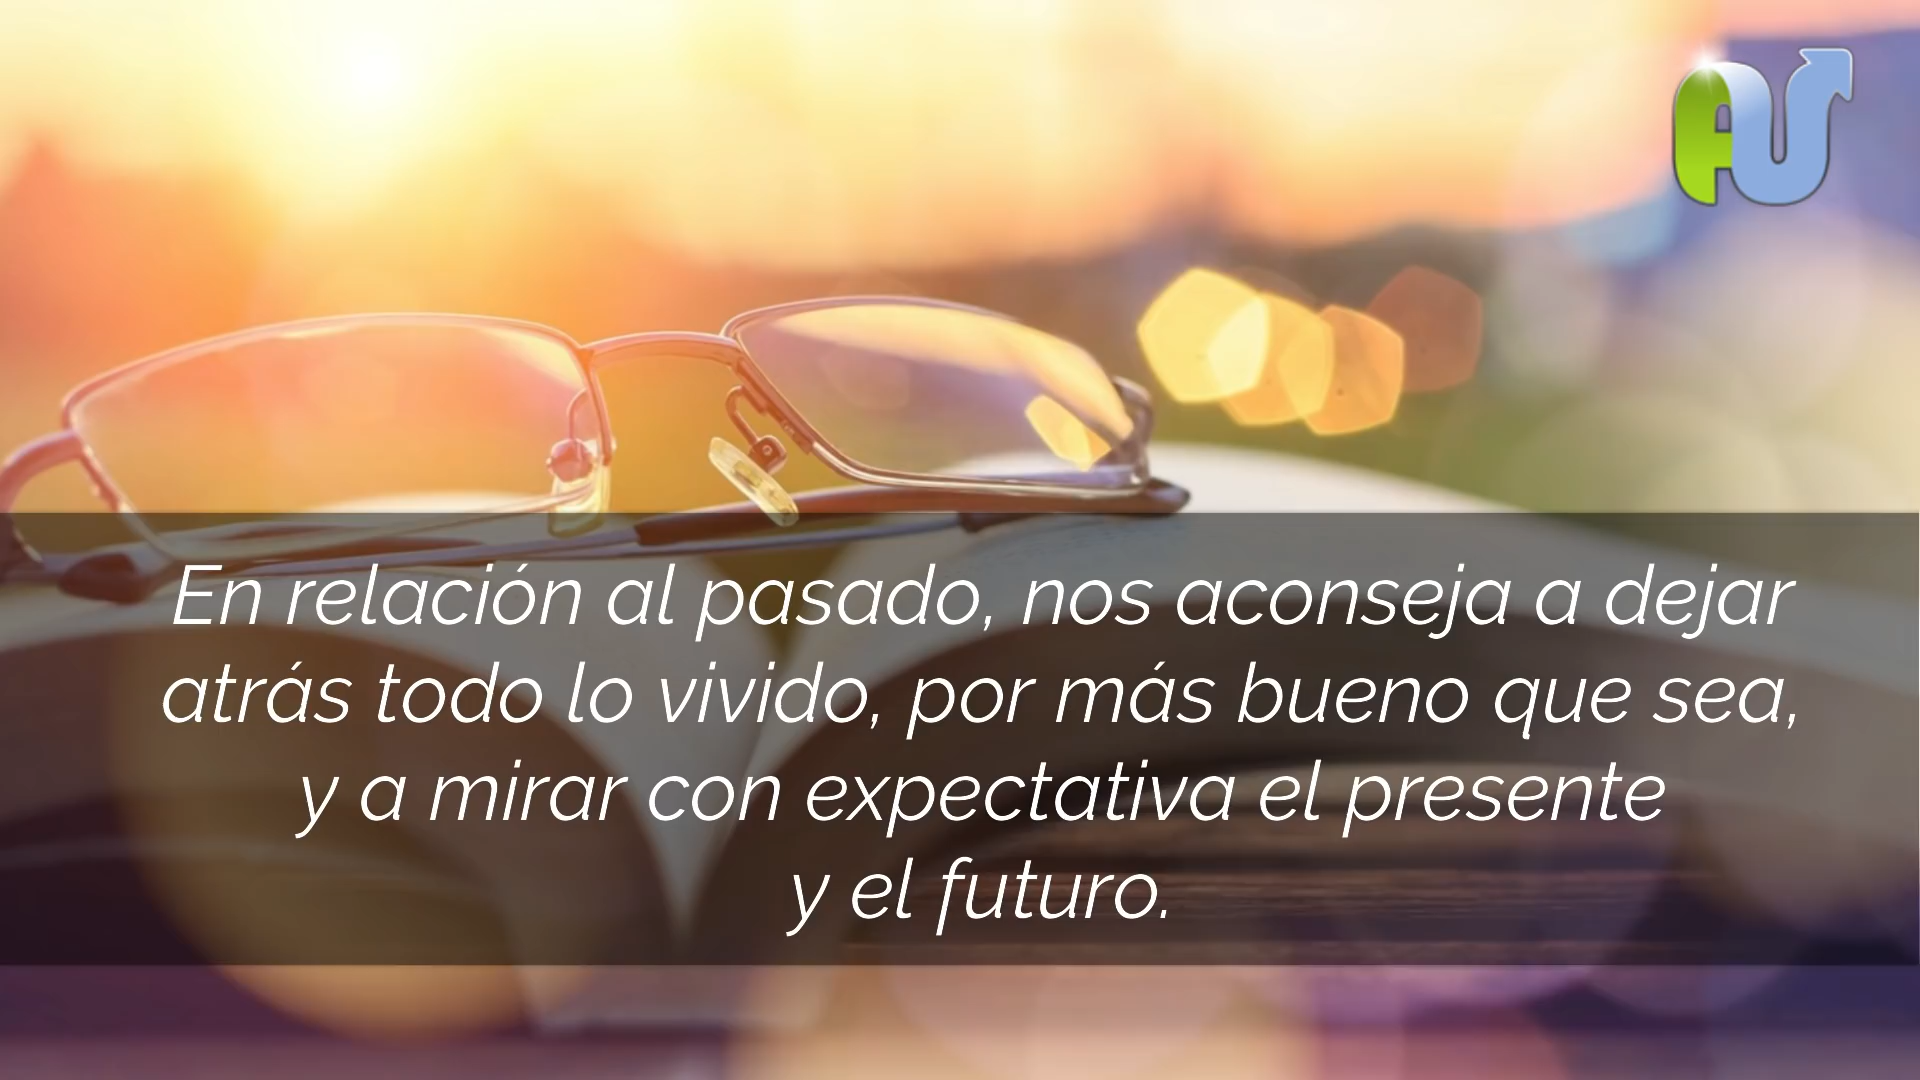 AU
En relación al pasado, nos aconseja a dejar
atrás todo lo vivido, por más bueno que sea,
y a mirar con expectativa el presente
y el futuro.